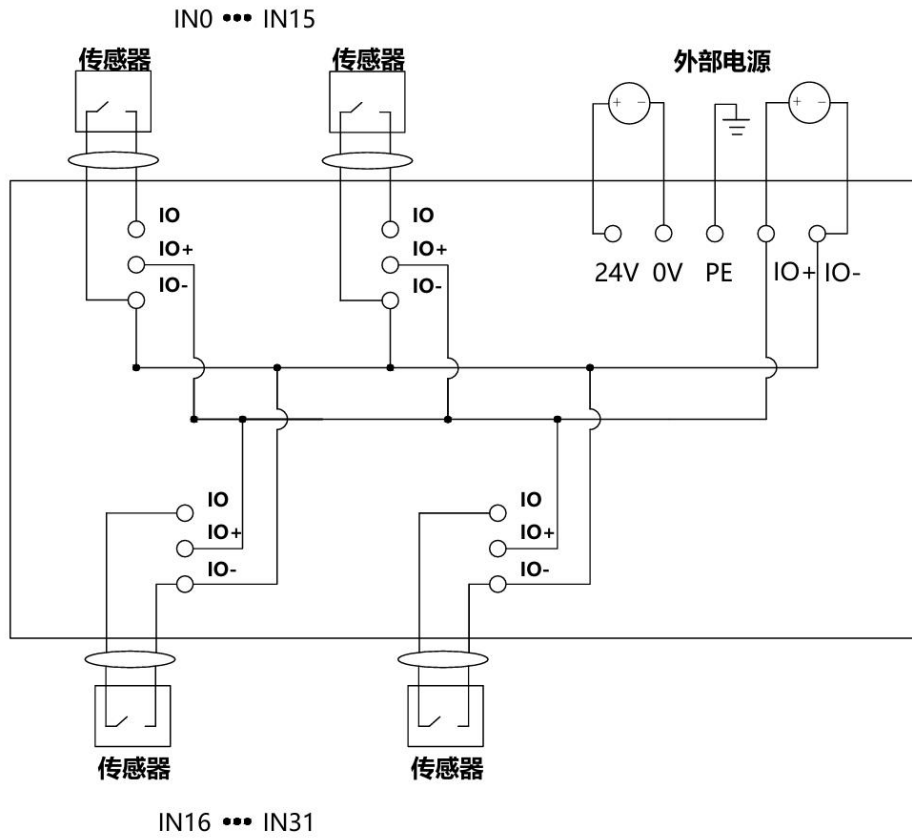 IN0 ••• IN15
传感器 传感器 外部电源
+ - + -
IO IO
IO+ IO+
IO- IO-
24V 0V PE IO+ IO-
IO IO
IO+ IO+
IO- IO-
传感器 传感器
IN16 ••• IN31